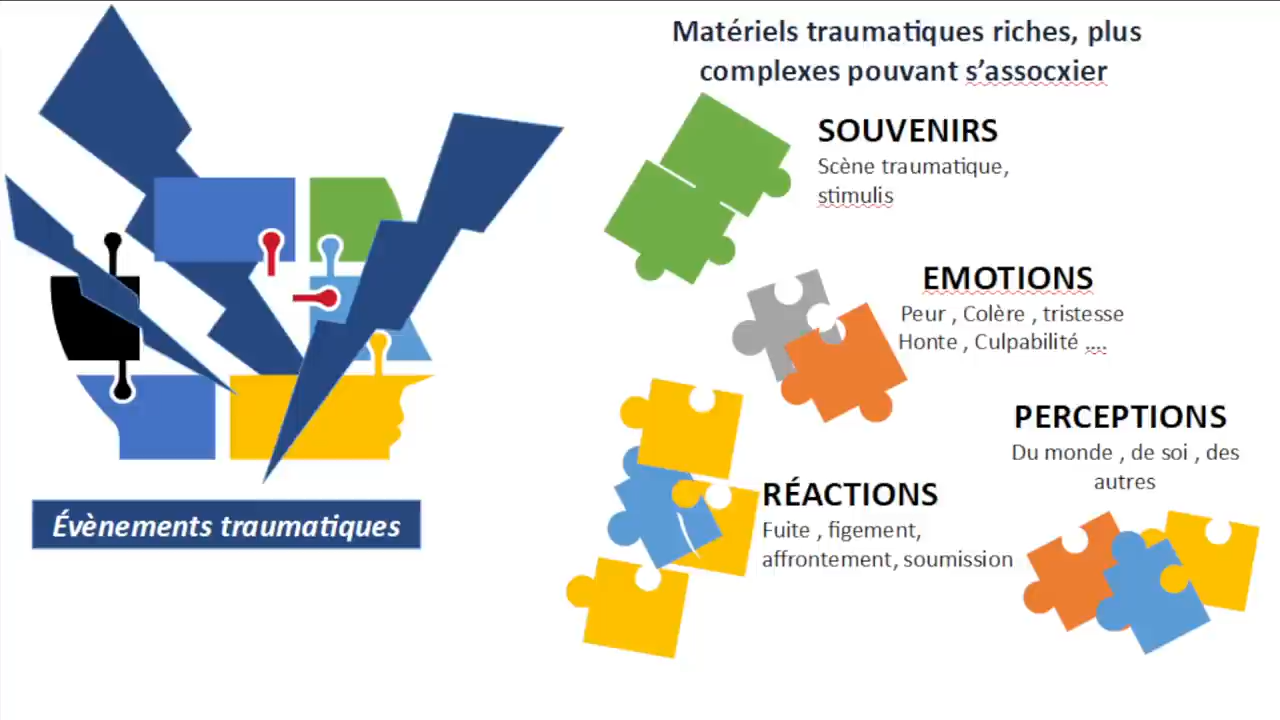 Matériels traumatiques riches, plus
complexes pouvant s’assocxier
SOUVENIRS
Scène traumatique,
stimulis
EMOTIONS
Peur , Colère , tristesse
Honte , Culpabilité ....
PERCEPTIONS
Du monde , de soi , des
autres
RÉACTIONS
Fuite , figement,
affrontement, soumission
Évènements traumatiques